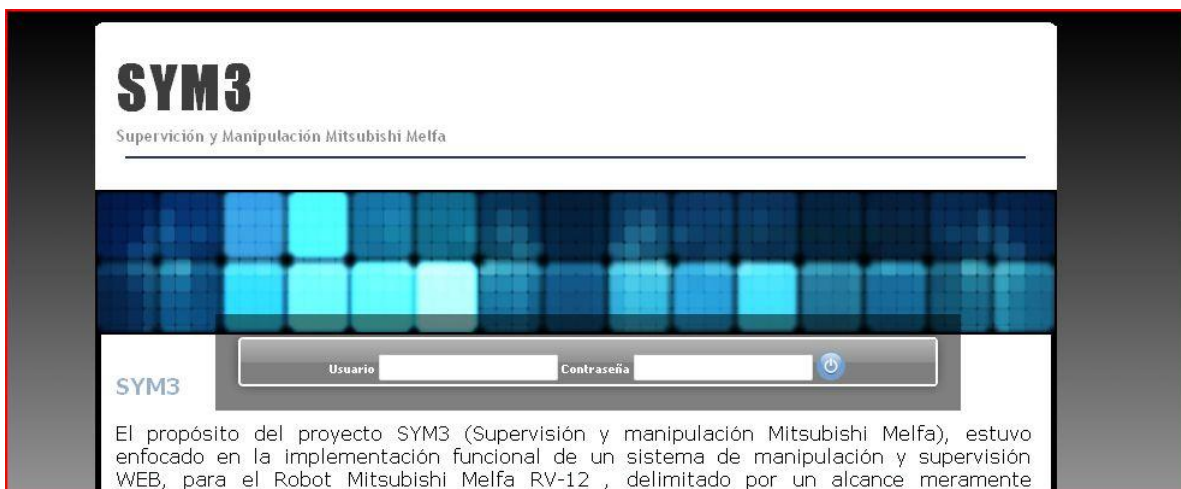 SYM3
Supervición y Manipulación Mitsubishi Melfa
Usuario Contraseña
SYM3
El propósito del proyecto SYM3 (Supervisión y manipulación Mitsubishi Melfa), estuvo
enfocado en la implementación funcional de un sistema de manipulación y supervisión
WEB, para el Robot Mitsubishi Melfa RV-12 , delimitado por un alcance meramente